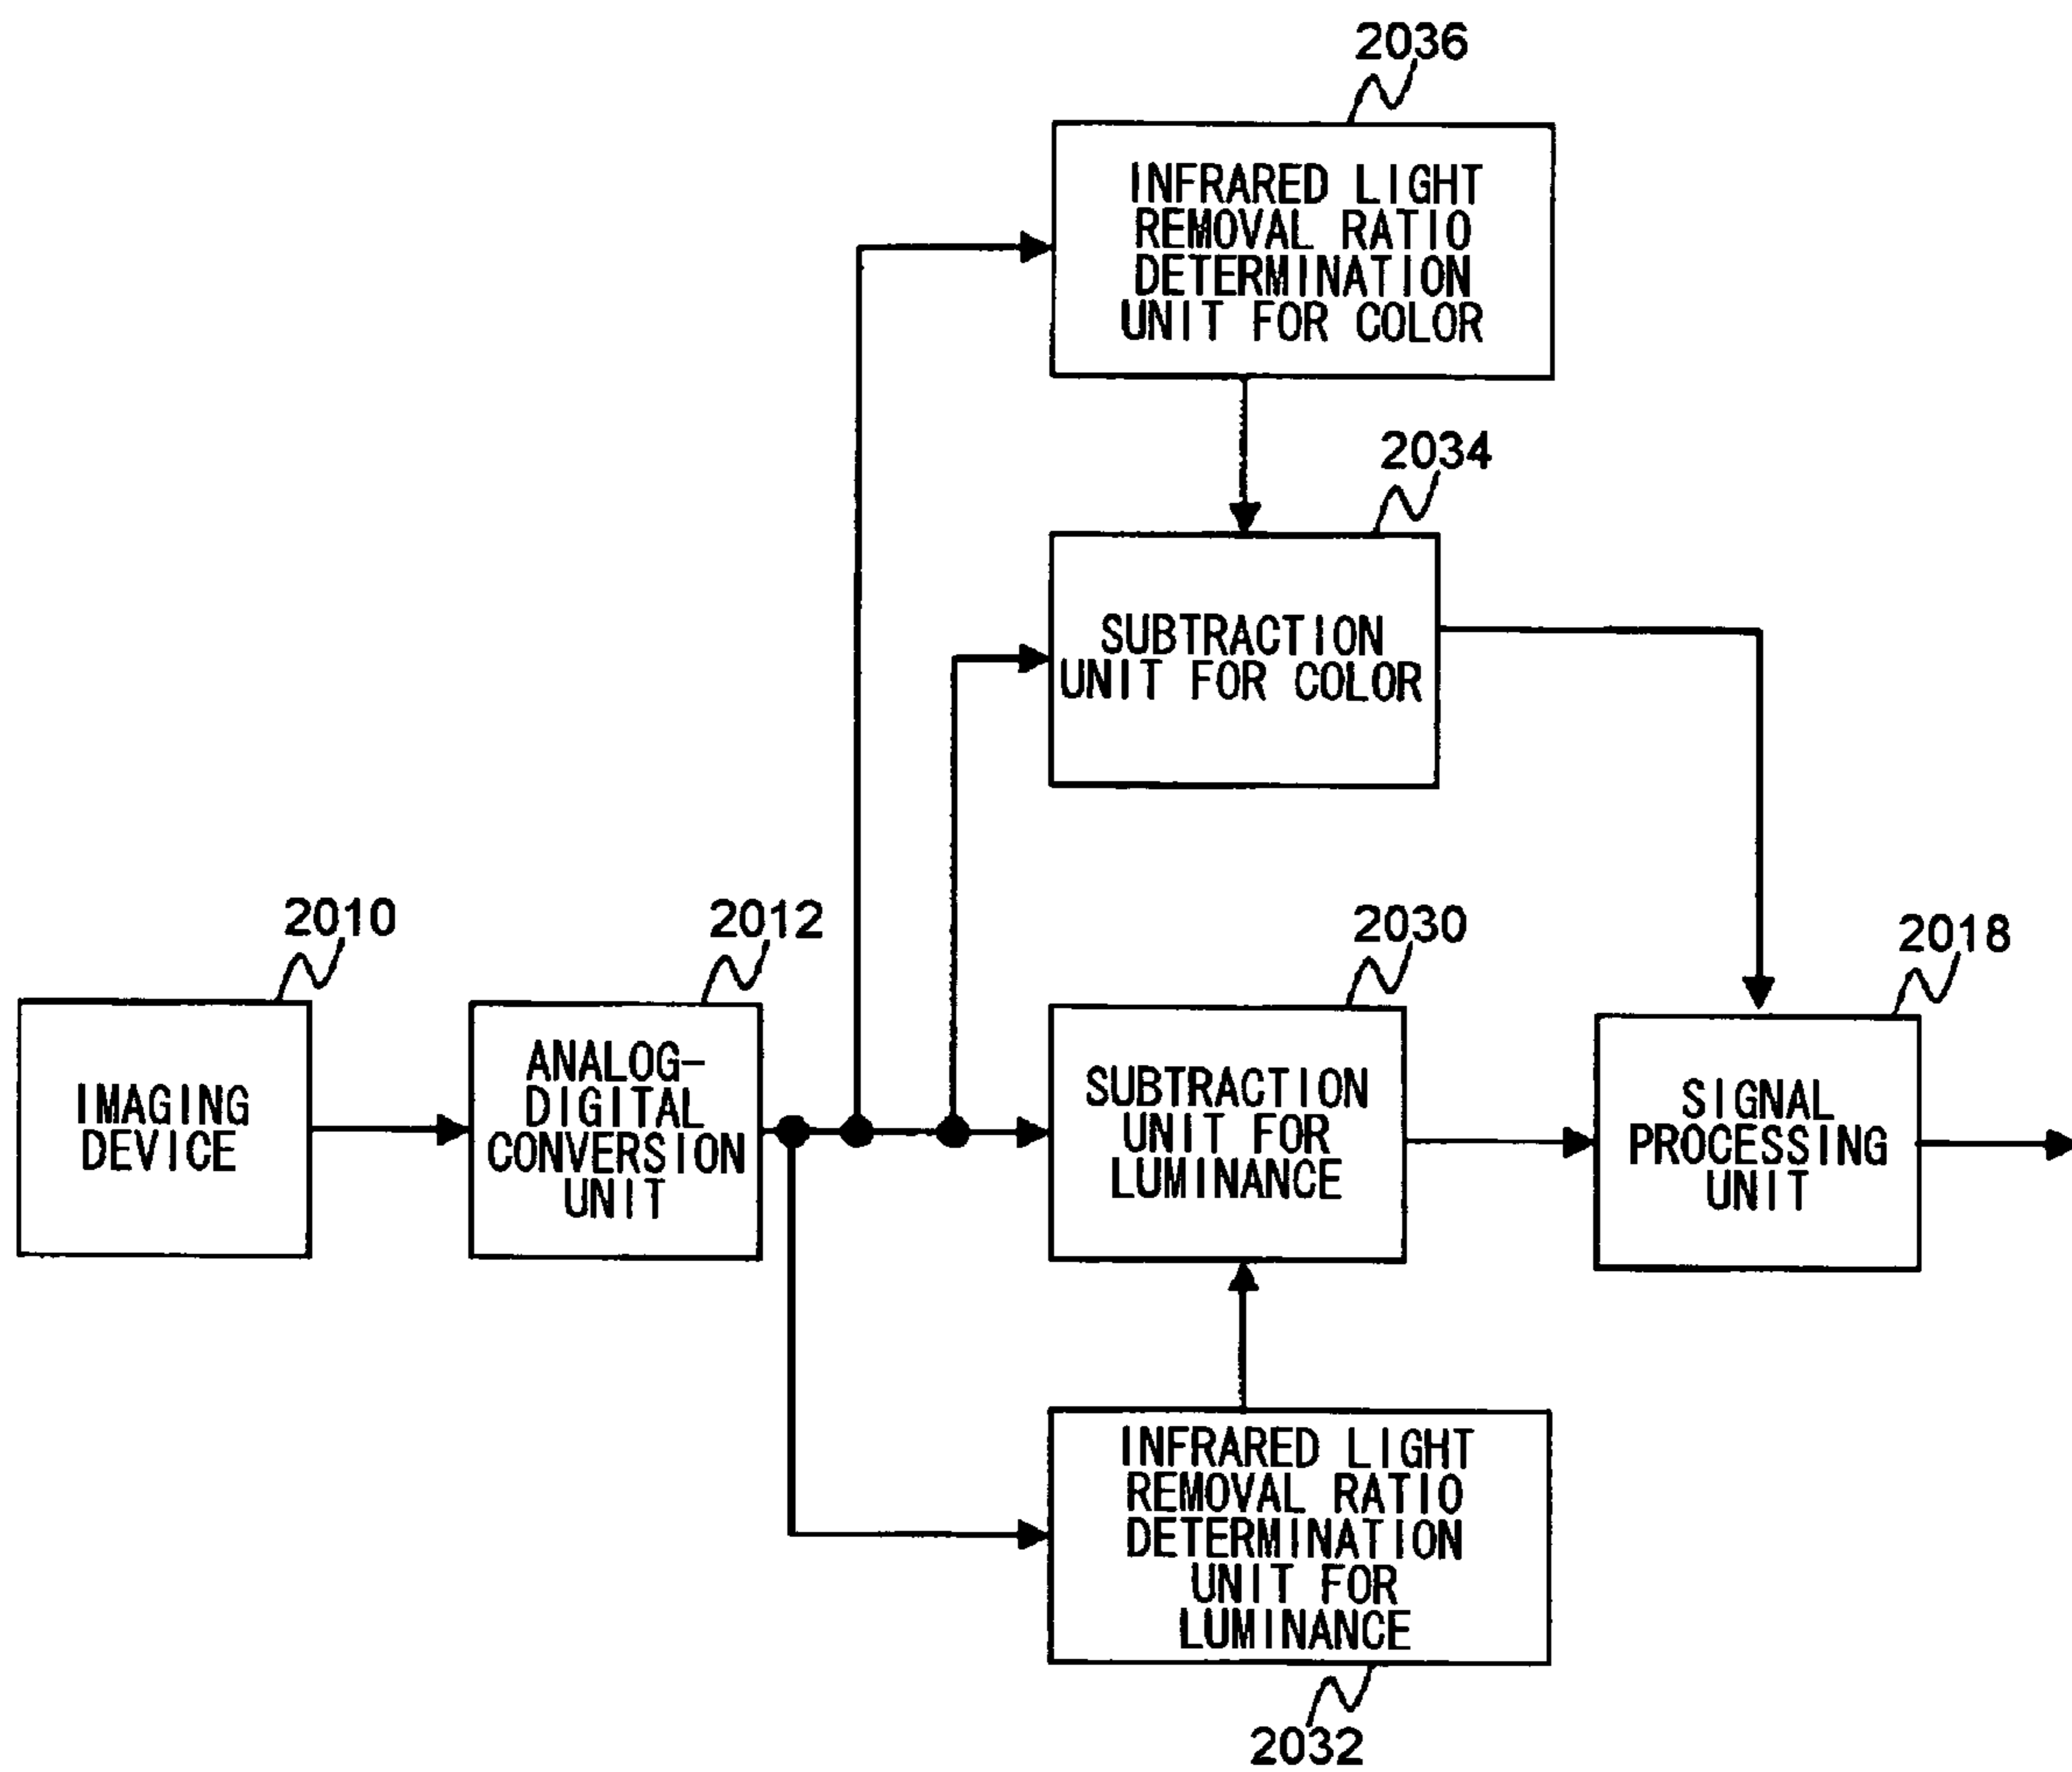 2036
INFRARED LIGHT
REMOVAL RATIO
DETERMINATION
UNIT FOR COLOR
2034
SUBTRACTION
UNIT FOR COLOR
2010
IMAGING
DEVICE
2012
ANALOG-
DIGITAL
CONVERSION
UNIT
2030
SUBTRACTION
UNIT FOR
LUMINANCE
2018
SIGNAL
PROCESSING
UNIT
INFRARED LIGHT
REMOVAL RATIO
DETERMINATION
UNIT FOR
LUMINANCE
2032